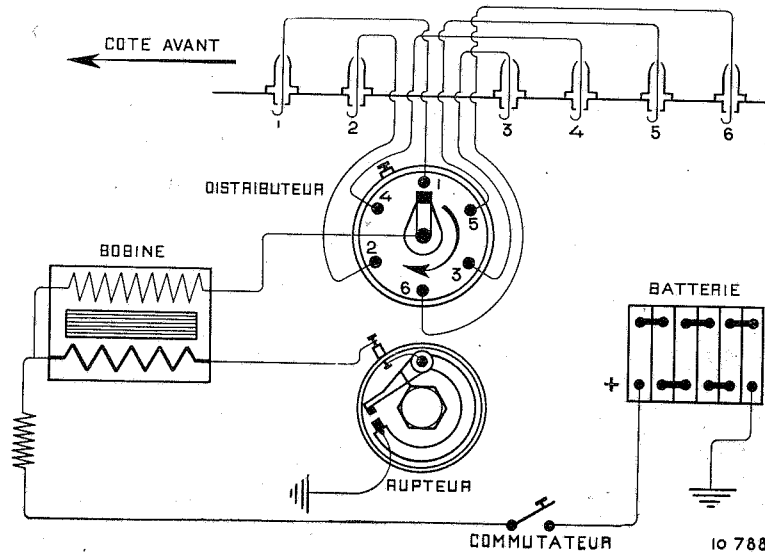 COTE AVANT
1 2 3 4 5 6
DISTRIBUTEUR
1
4 5
2 3
6
BOBINE
BATTERIE
+
RUPTEUR
COMMUTATEUR
10 788